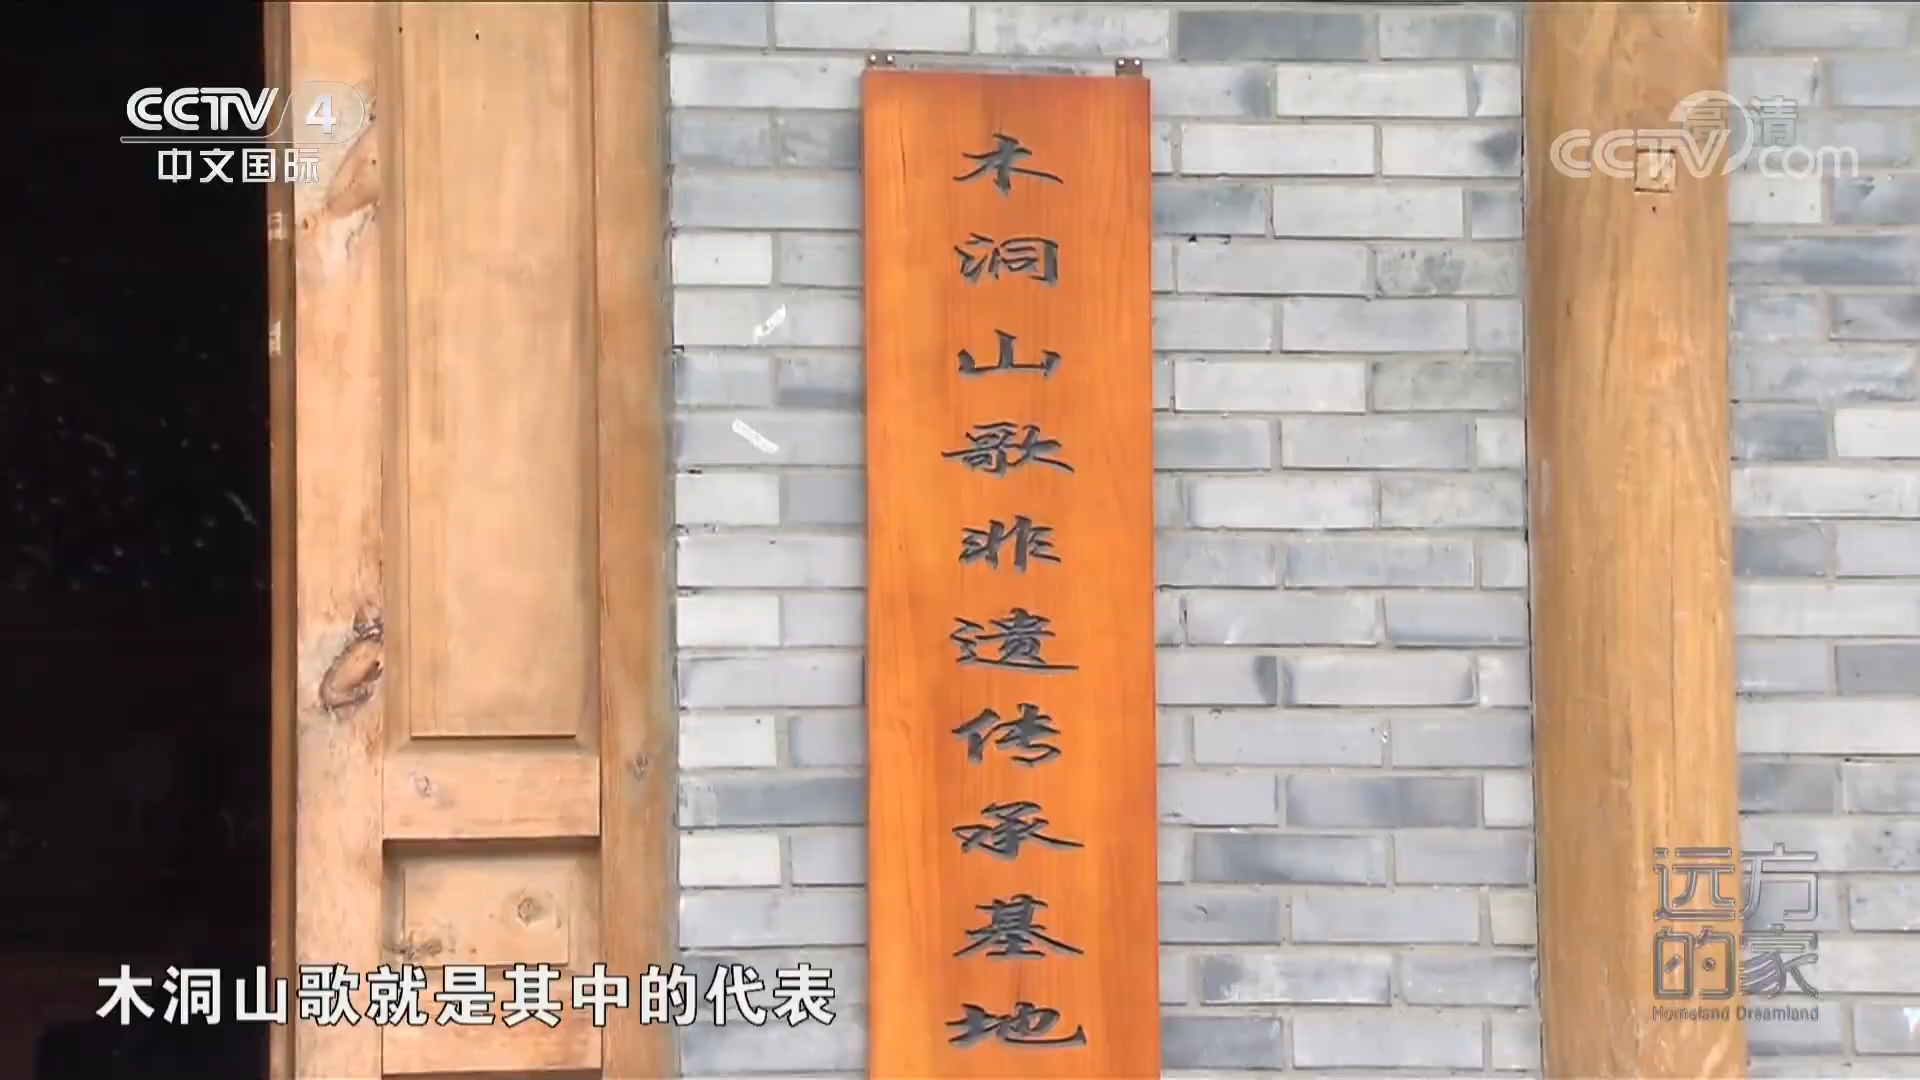 CCTV 4
中文国际
高清
CCTV.com
木洞山歌非遗传承基地
木洞山歌就是其中的代表
远方
的家
Homeland Dreamland